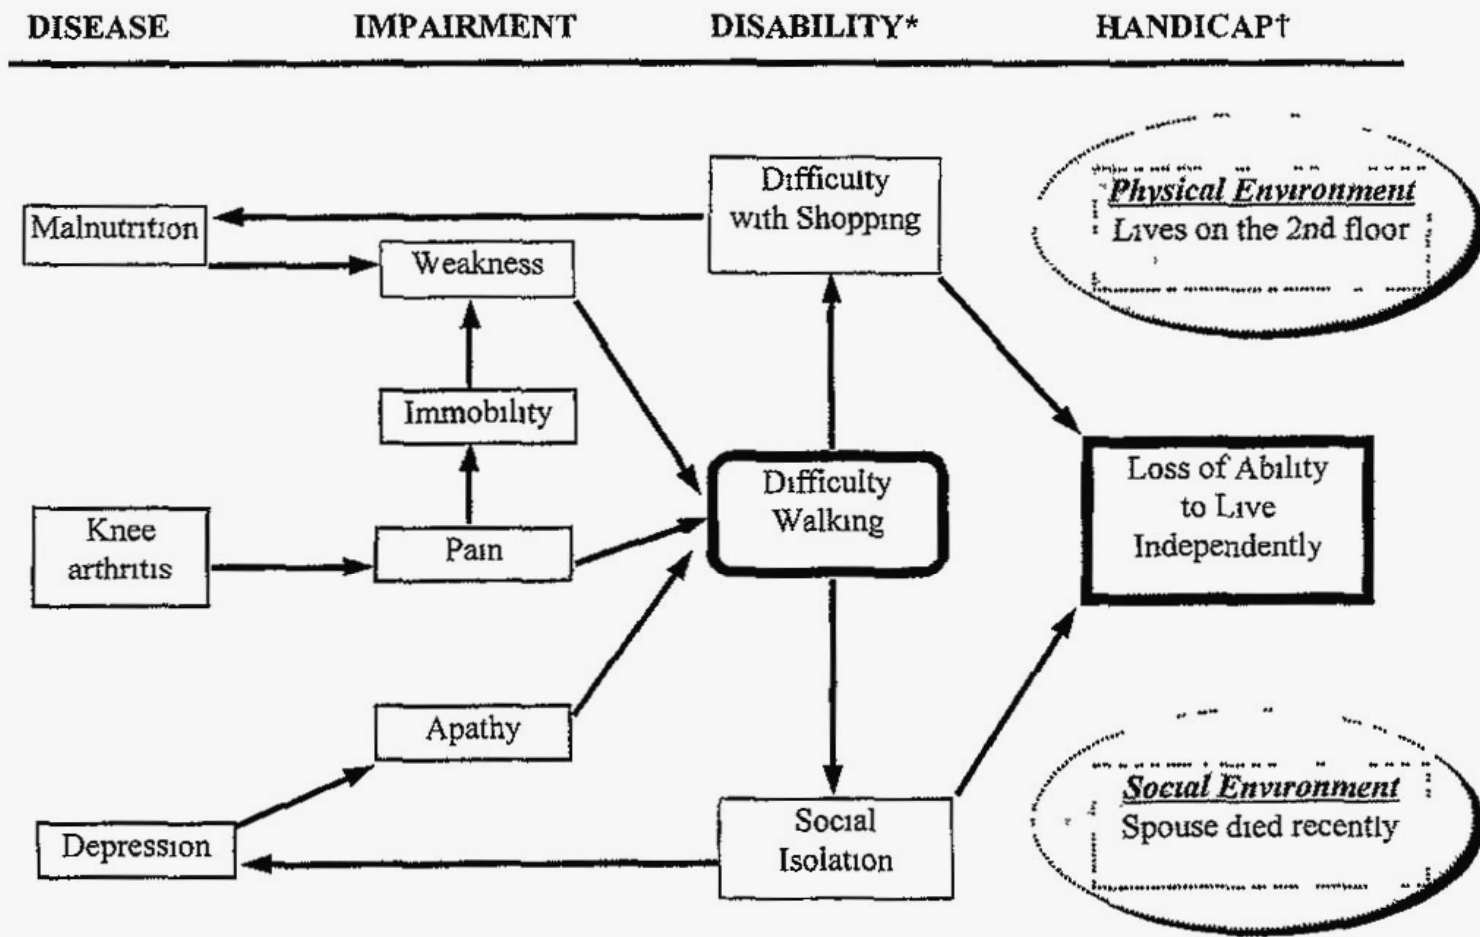 DISEASE IMPAIRMENT DISABILITY* HANDICAP†
Difficulty
with Shopping
Physical Environment
Lives on the 2nd floor
Malnutrition
Weakness
Immobility
Difficulty
Walking
Loss of Ability
to Live
Independently
Knee
arthritis
Pain
Apathy
Social Environment
Spouse died recently
Depression
Social
Isolation